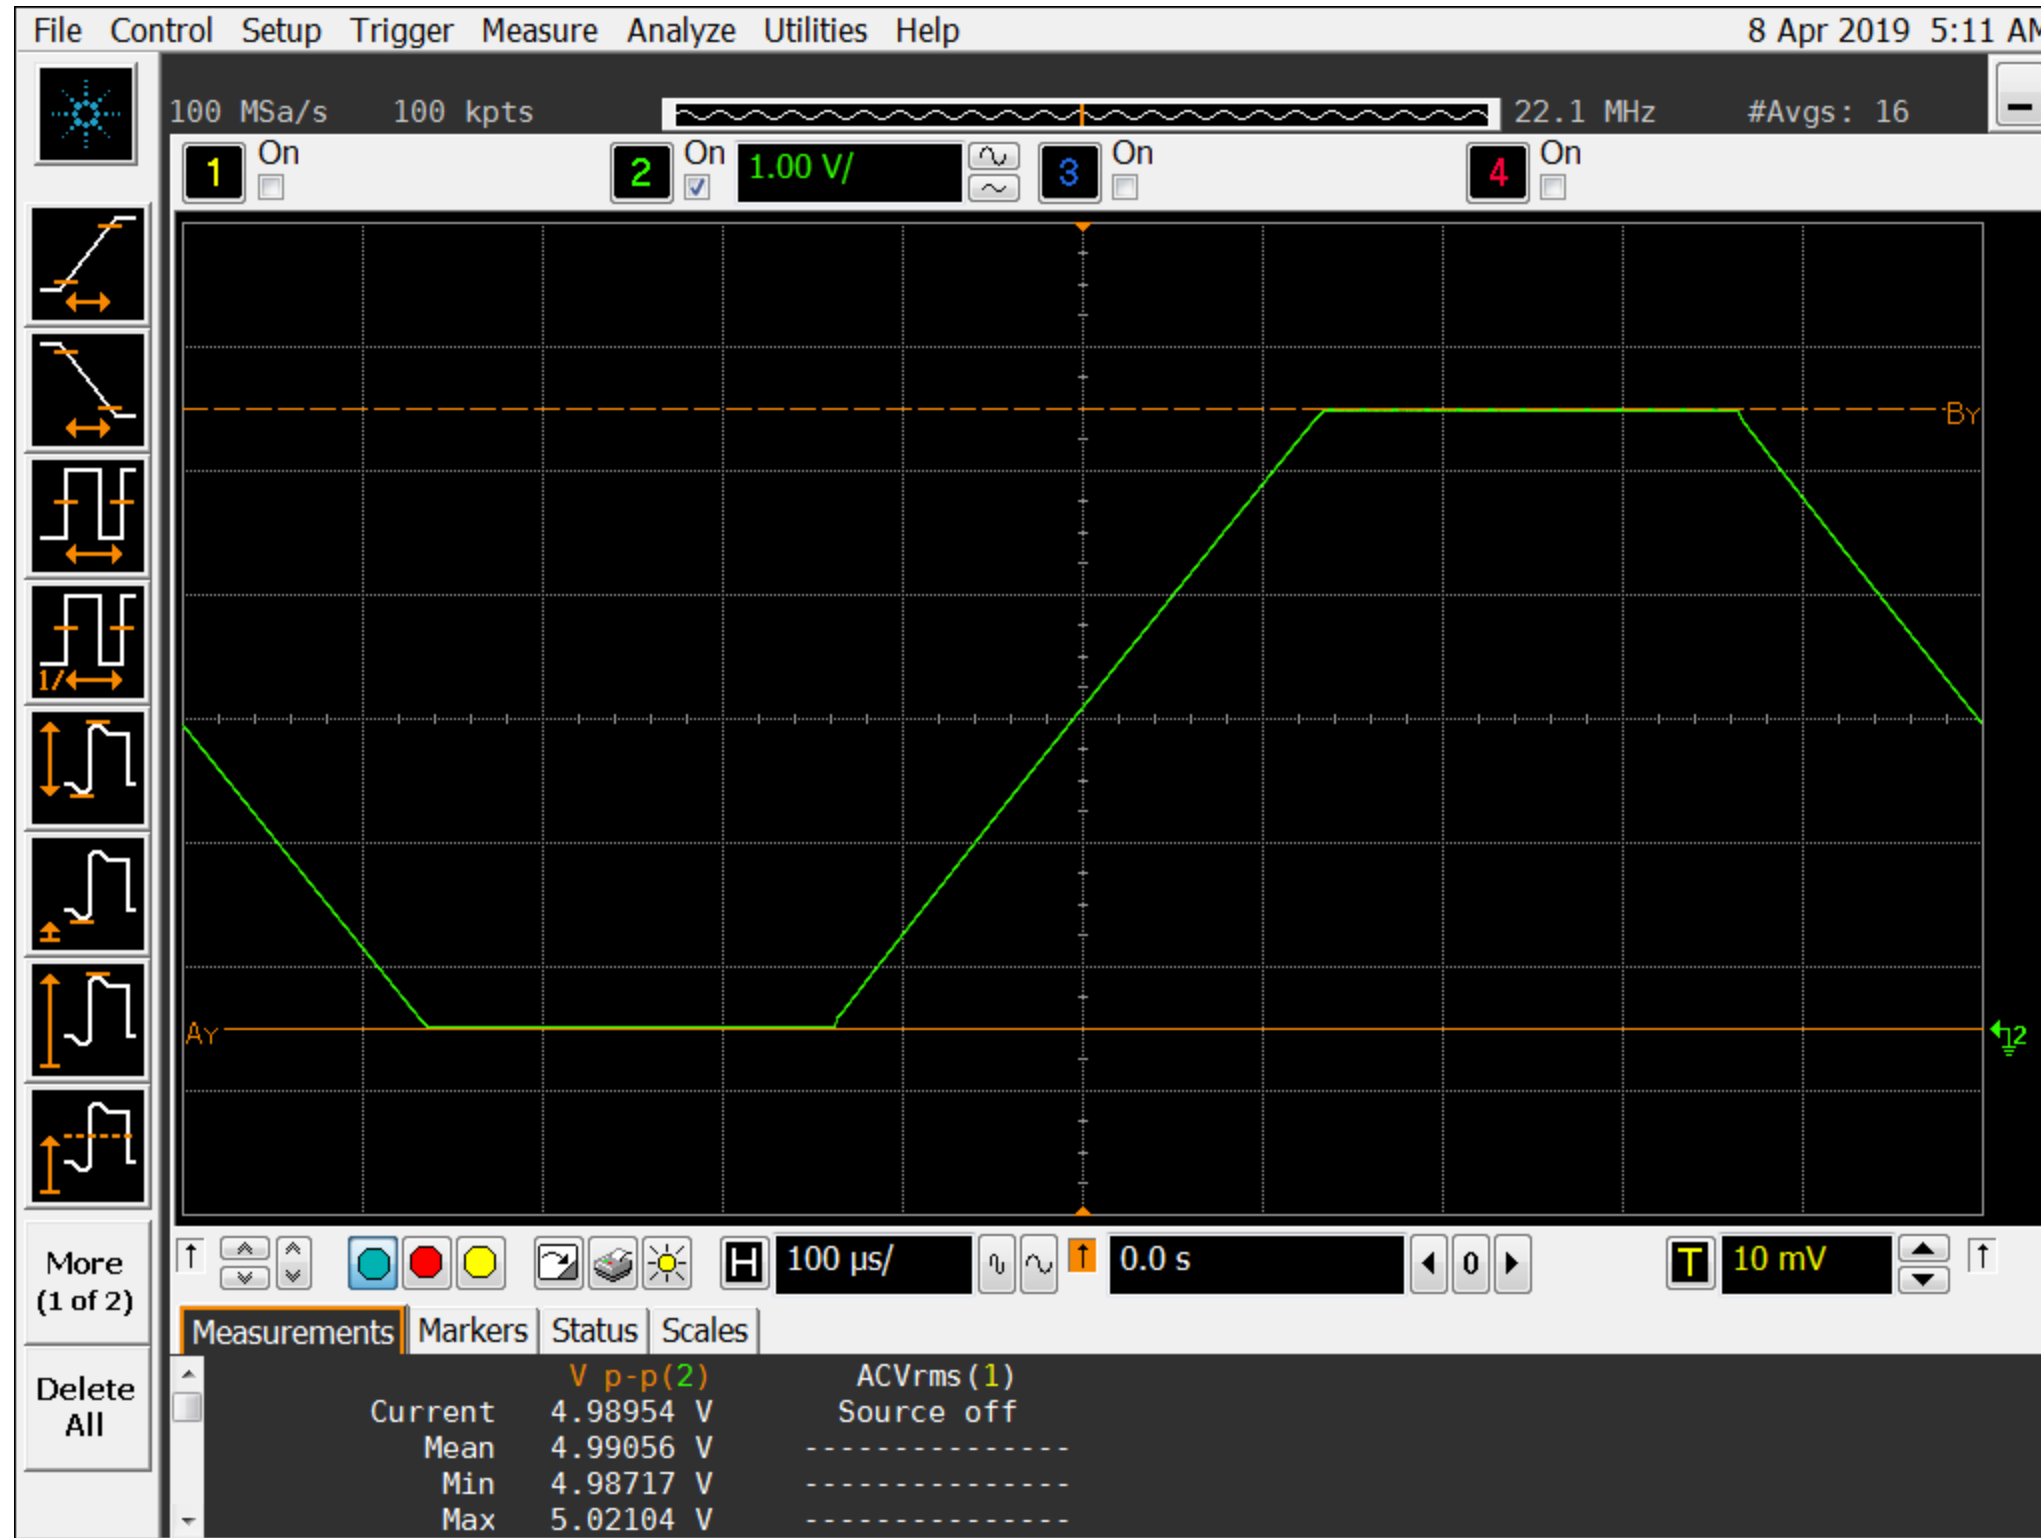 File Control Setup Trigger Measure Analyze Utilities Help 8 Apr 2019 5:11 AM
100 MSa/s 100 kpts 22.1 MHz #Avgs: 16
1 On 2 On 1.00 V/ 3 On 4 On
BY
AY
2
1/
More
(1 of 2)
H 100 µs/ 0.0 s 0 T 10 mV
Measurements Markers Status Scales
Delete
All
V p-p(2) ACVrms(1)
Current 4.98954 V Source off
Mean 4.99056 V ---------------
Min 4.98717 V ---------------
Max 5.02104 V ---------------